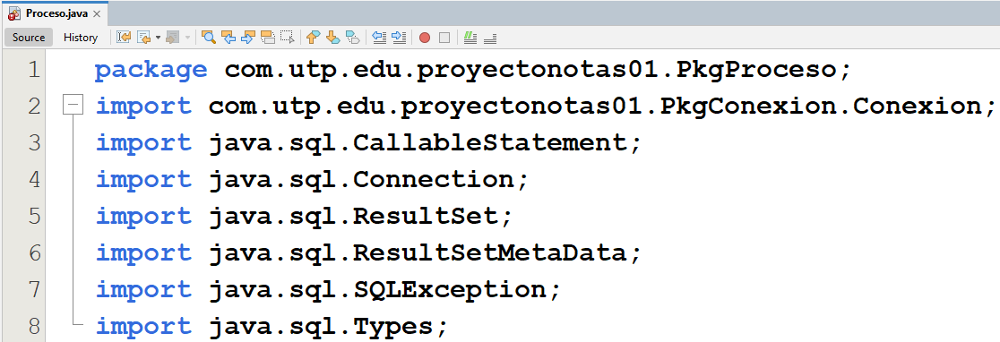 Proceso.java
Source History
1 package com.utp.edu.proyectonotas01.PkgProceso;
2 import com.utp.edu.proyectonotas01.PkgConexion.Conexion;
3 import java.sql.CallableStatement;
4 import java.sql.Connection;
5 import java.sql.ResultSet;
6 import java.sql.ResultSetMetaData;
7 import java.sql.SQLException;
8 import java.sql.Types;